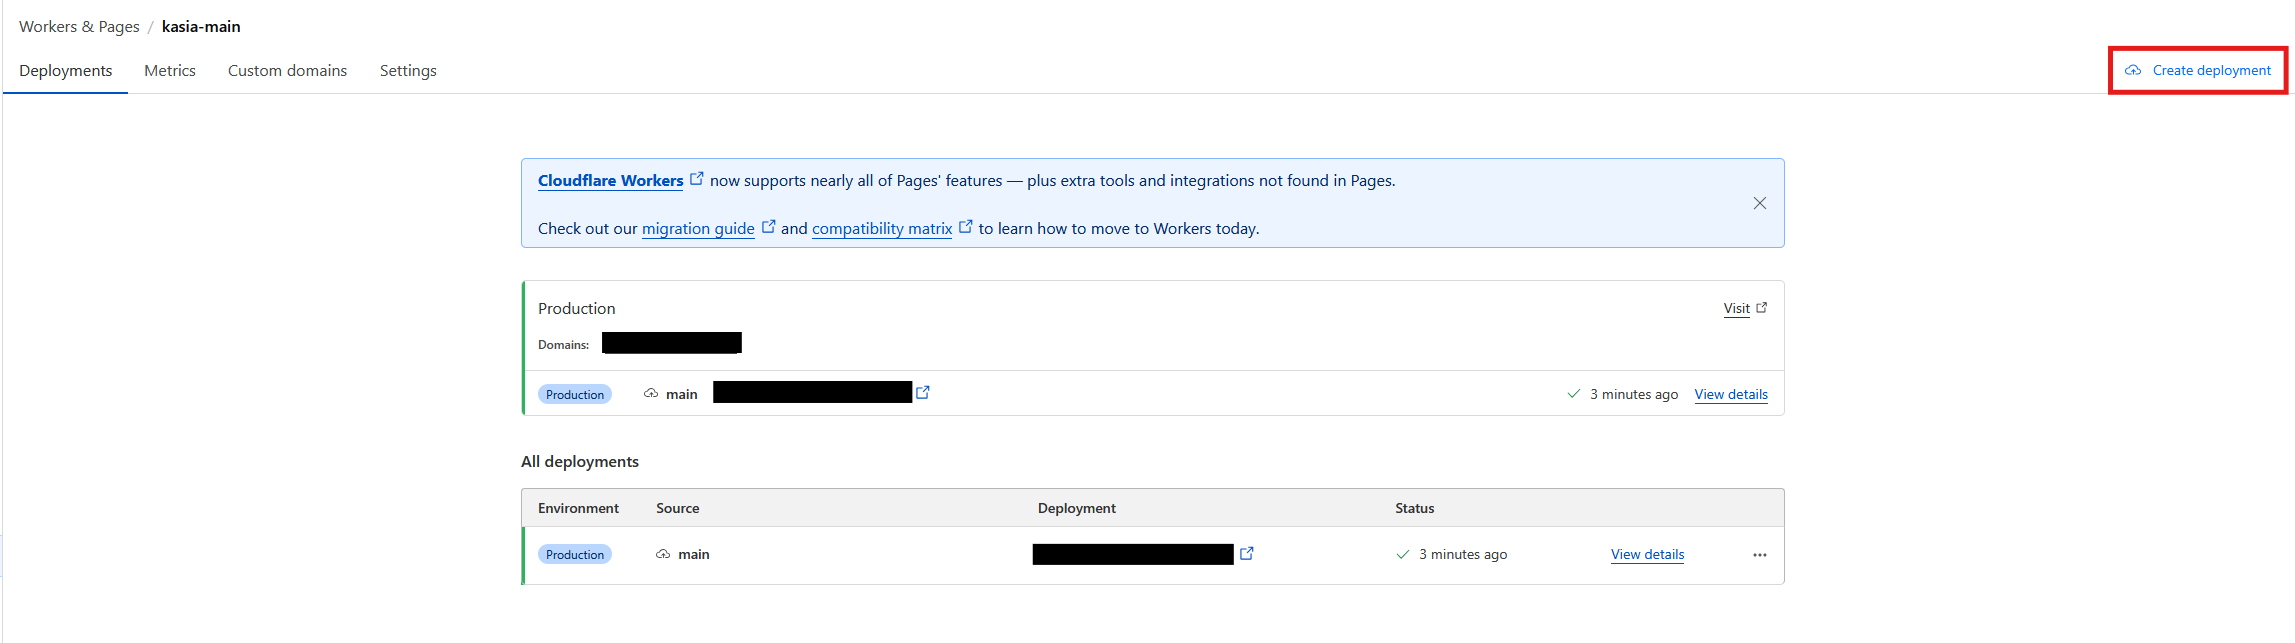 Workers & Pages / kasia-main
Deployments Metrics Custom domains Settings Create deployment
Cloudflare Workers now supports nearly all of Pages' features — plus extra tools and integrations not found in Pages.
Check out our migration guide and compatibility matrix to learn how to move to Workers today.
Production Visit
Domains:
Production main 3 minutes ago View details
All deployments
Environment Source Deployment Status
Production main 3 minutes ago View details